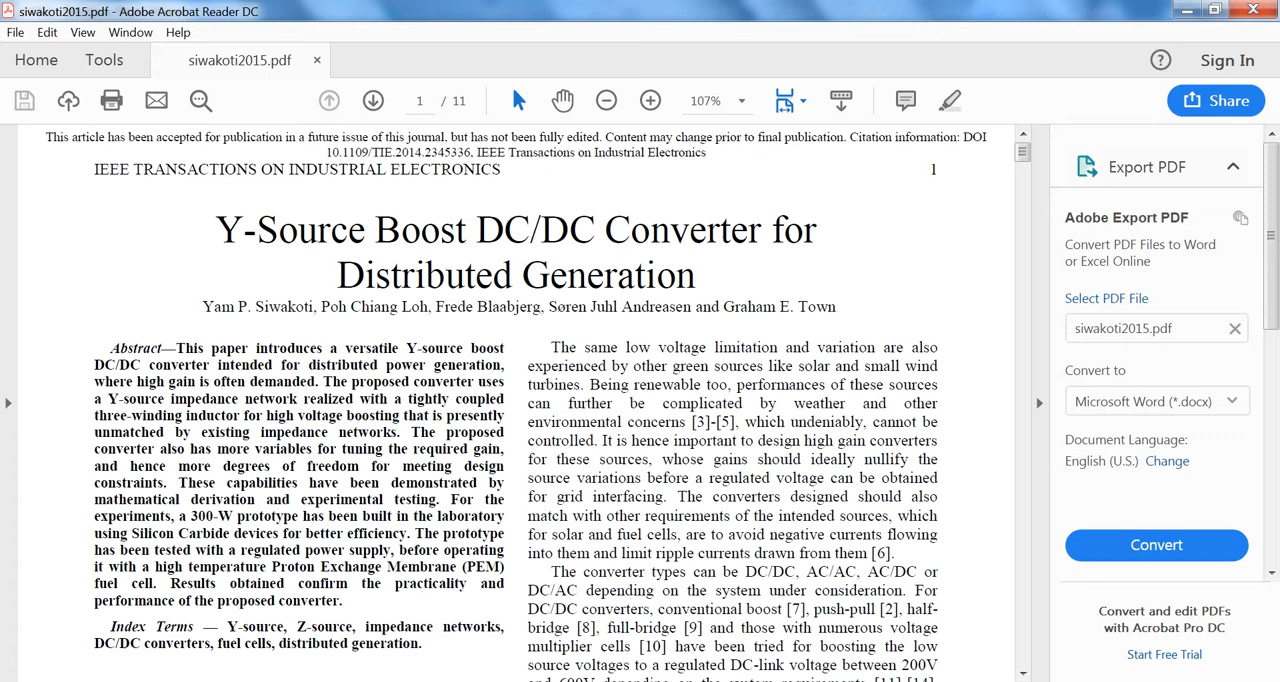 siwakoti2015.pdf - Adobe Acrobat Reader DC
File Edit View Window Help
Home Tools siwakoti2015.pdf × ? Sign In
1 / 11 107% Share
This article has been accepted for publication in a future issue of this journal, but has not been fully edited. Content may change prior to final publication. Citation information: DOI
10.1109/TIE.2014.2345336, IEEE Transactions on Industrial Electronics
IEEE TRANSACTIONS ON INDUSTRIAL ELECTRONICS 1
Y-Source Boost DC/DC Converter for
Distributed Generation
Yam P. Siwakoti, Poh Chiang Loh, Frede Blaabjerg, Søren Juhl Andreasen and Graham E. Town
Abstract—This paper introduces a versatile Y-source boost
DC/DC converter intended for distributed power generation,
where high gain is often demanded. The proposed converter uses
a Y-source impedance network realized with a tightly coupled
three-winding inductor for high voltage boosting that is presently
unmatched by existing impedance networks. The proposed
converter also has more variables for tuning the required gain,
and hence more degrees of freedom for meeting design
constraints. These capabilities have been demonstrated by
mathematical derivation and experimental testing. For the
experiments, a 300-W prototype has been built in the laboratory
using Silicon Carbide devices for better efficiency. The prototype
has been tested with a regulated power supply, before operating
it with a high temperature Proton Exchange Membrane (PEM)
fuel cell. Results obtained confirm the practicality and
performance of the proposed converter.
Index Terms — Y-source, Z-source, impedance networks,
DC/DC converters, fuel cells, distributed generation.
The same low voltage limitation and variation are also
experienced by other green sources like solar and small wind
turbines. Being renewable too, performances of these sources
can further be complicated by weather and other
environmental concerns [3]-[5], which undeniably, cannot be
controlled. It is hence important to design high gain converters
for these sources, whose gains should ideally nullify the
source variations before a regulated voltage can be obtained
for grid interfacing. The converters designed should also
match with other requirements of the intended sources, which
for solar and fuel cells, are to avoid negative currents flowing
into them and limit ripple currents drawn from them [6].
The converter types can be DC/DC, AC/AC, AC/DC or
DC/AC depending on the system under consideration. For
DC/DC converters, conventional boost [7], push-pull [2], half-
bridge [8], full-bridge [9] and those with numerous voltage
multiplier cells [10] have been tried for boosting the low
source voltages to a regulated DC-link voltage between 200V
and 600V depending on the system requirements [11]-[14].
Export PDF
Adobe Export PDF
Convert PDF Files to Word
or Excel Online
Select PDF File
siwakoti2015.pdf
Convert to
Microsoft Word (*.docx)
Document Language:
English (U.S.) Change
Convert
Convert and edit PDFs
with Acrobat Pro DC
Start Free Trial